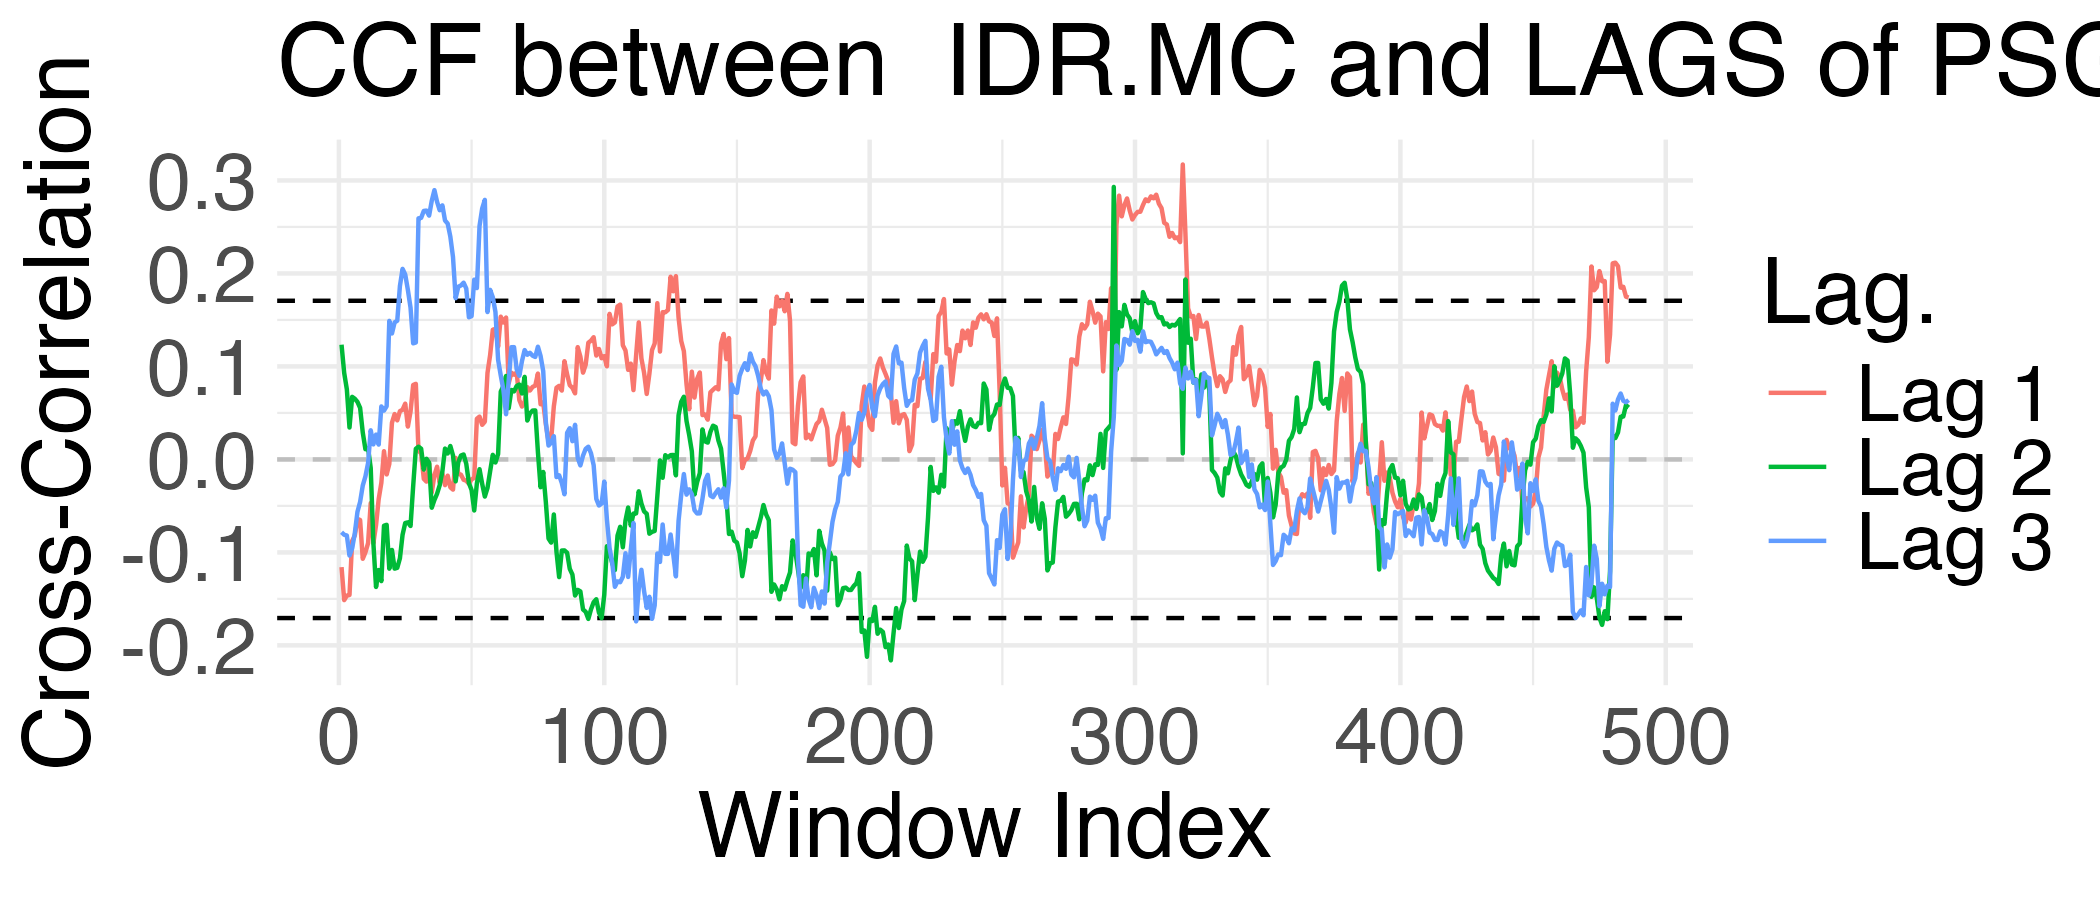 CCF between IDR.MC and LAGS of
Cross-Correlation
0.3
0.2
0.1
0.0
-0.1
-0.2
0 100 200 300 400 500
Window Index
Lag.
Lag 1
Lag 2
Lag 3